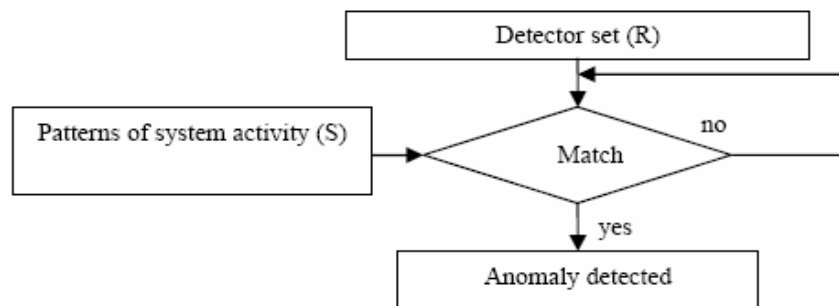 Detector set (R)
Patterns of system activity (S)
no
Match
yes
Anomaly detected